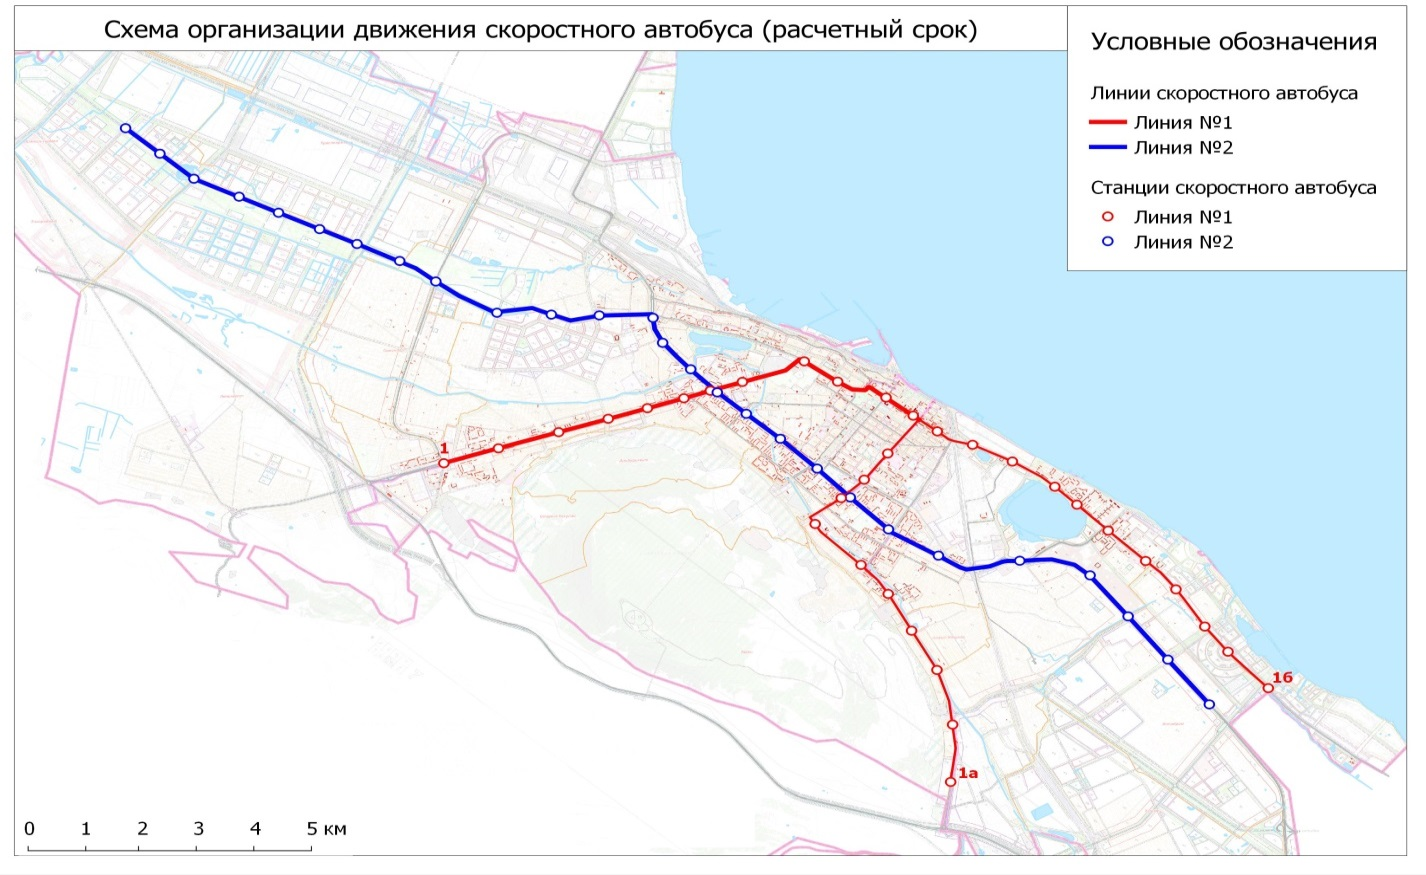 Схема организации движения скоростного автобуса (расчетный срок)
Условные обозначения
Линии скоростного автобуса
Линия №1
Линия №2
Станции скоростного автобуса
Линия №1
Линия №2
1
1б
1а
0 1 2 3 4 5 км